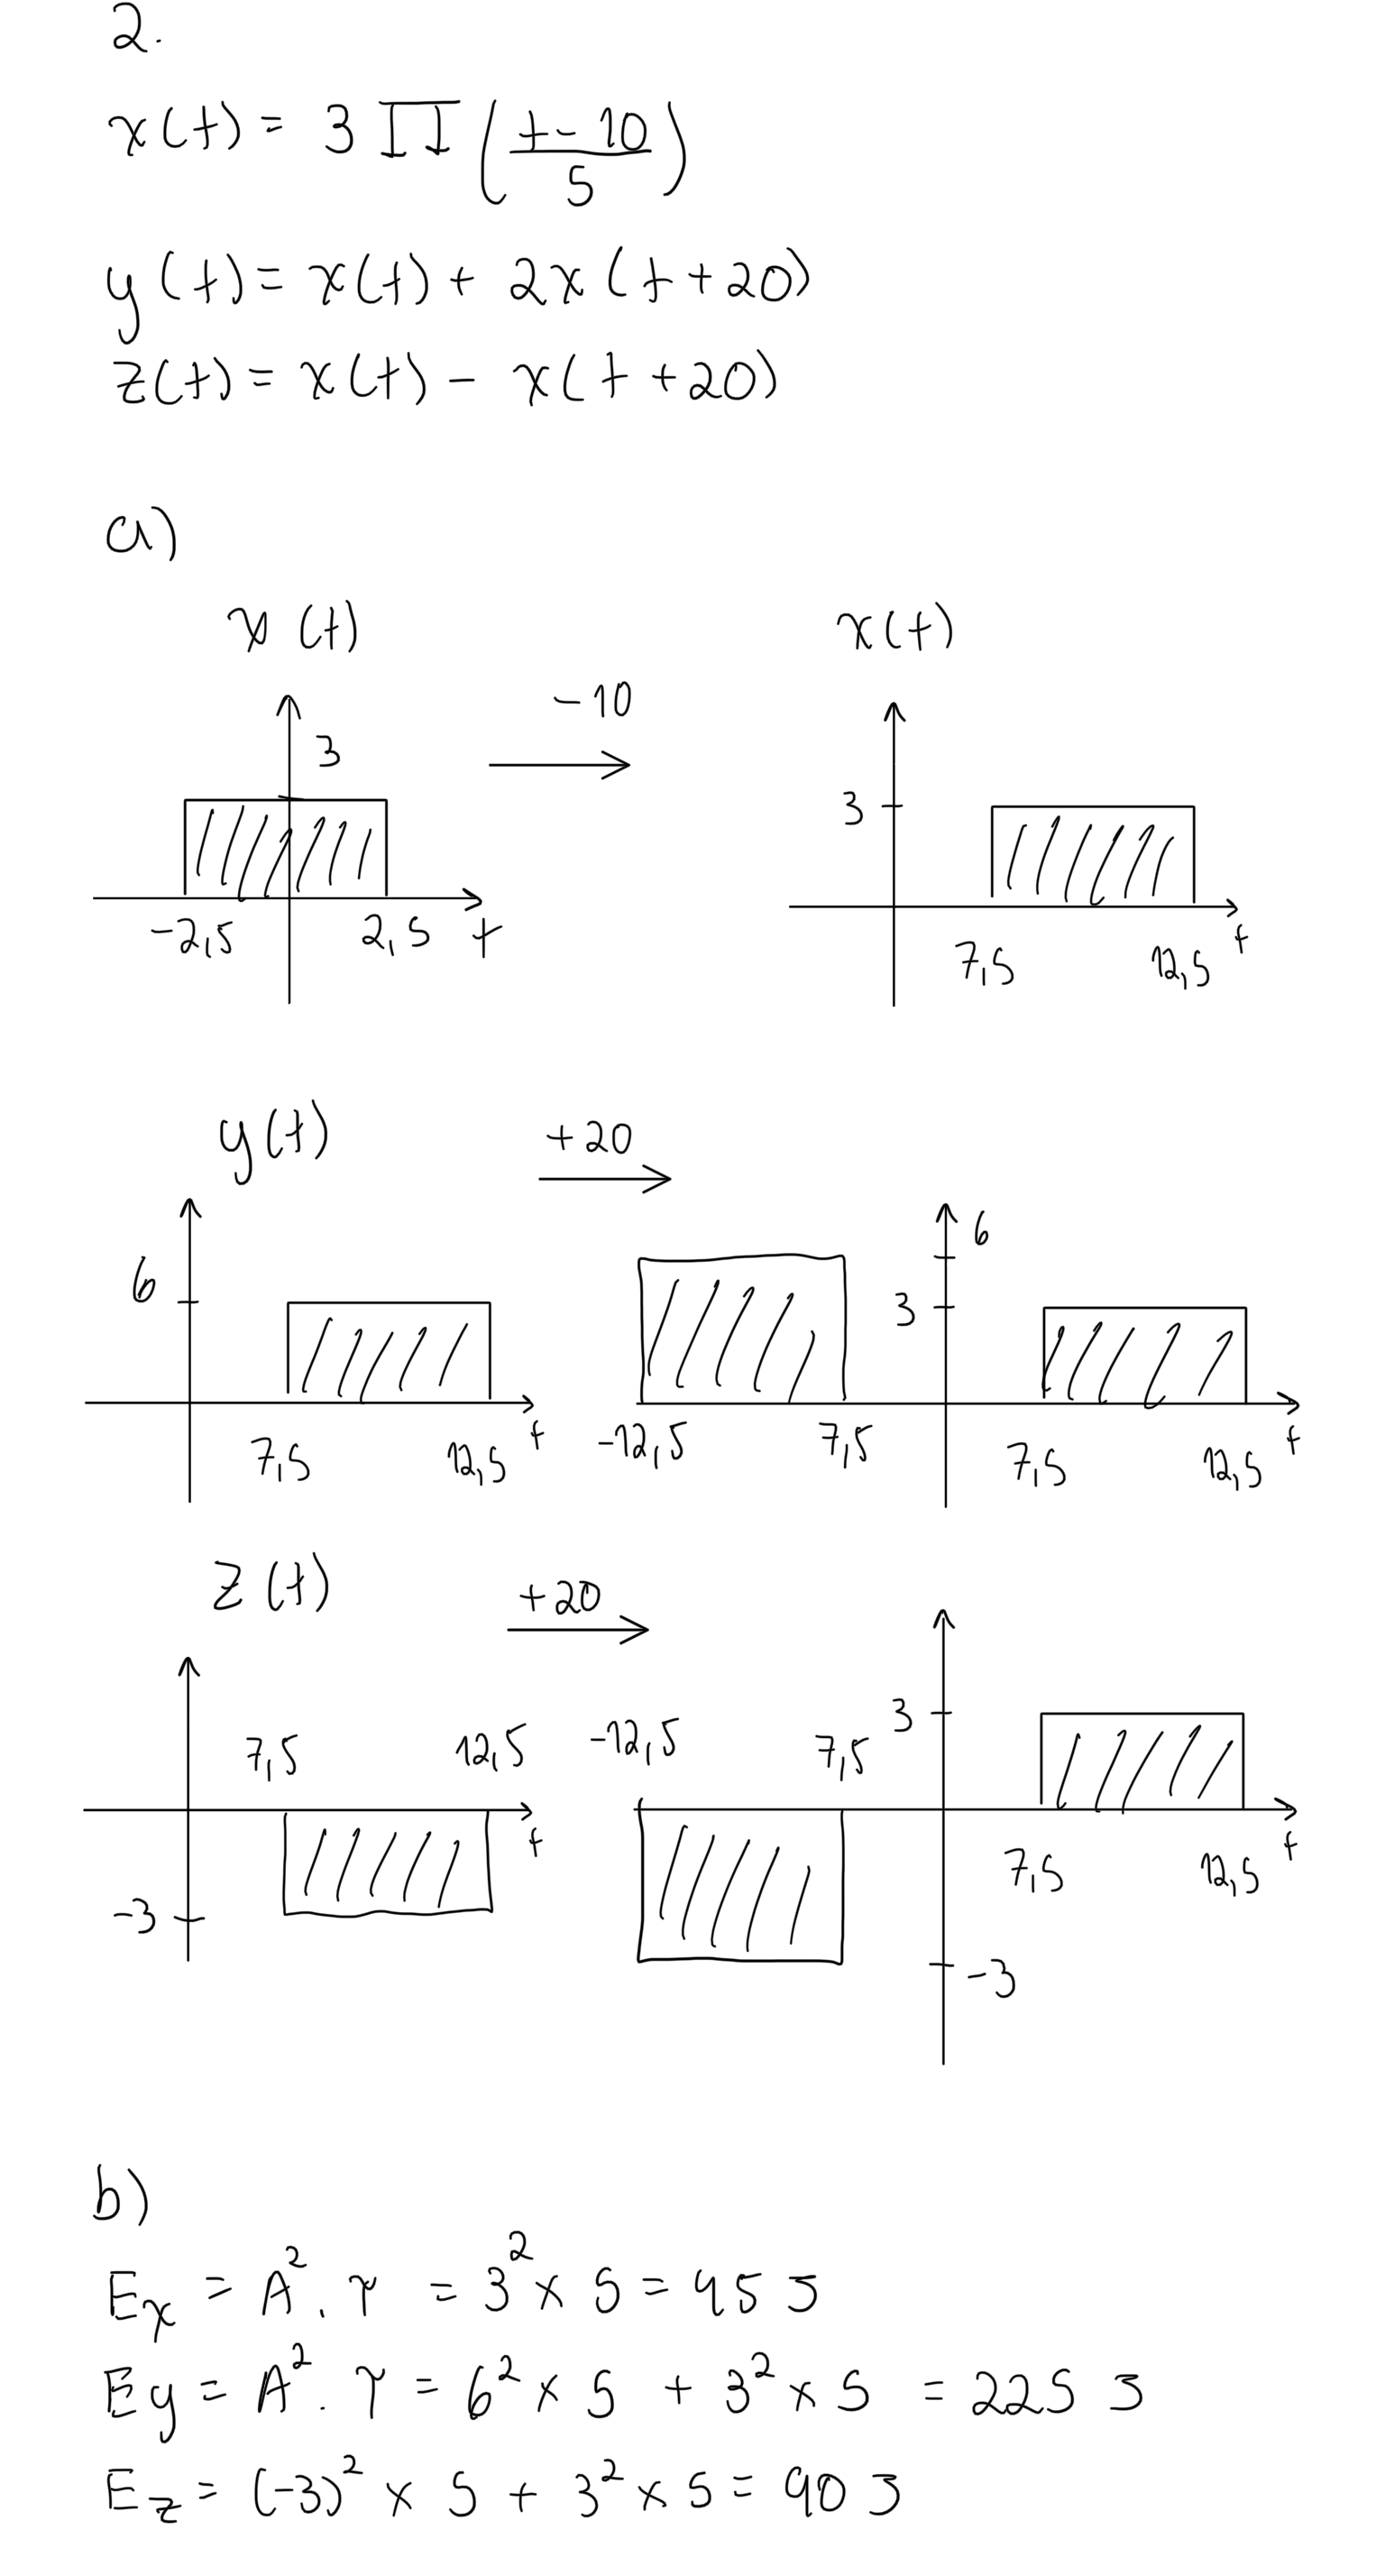 2.
x(t) = 3 Π ( (t - 10) / 5 )
y(t) = x(t) + 2x(t + 20)
z(t) = x(t) - x(t + 20)
a)
x(t)
-10
x(t)
3
-2,5 2,5 t
3
7,5 12,5 t
y(t)
+20
6
7,5 12,5 t
6
3
-12,5 7,5 7,5 12,5 t
z(t)
+20
7,5 12,5
t
-3
-12,5 7,5
3
7,5 12,5 t
-3
b)
Ex = A². τ = 3² x 5 = 45 J
Ey = A². τ = 6² x 5 + 3² x 5 = 225 J
Ez = (-3)² x 5 + 3² x 5 = 90 J